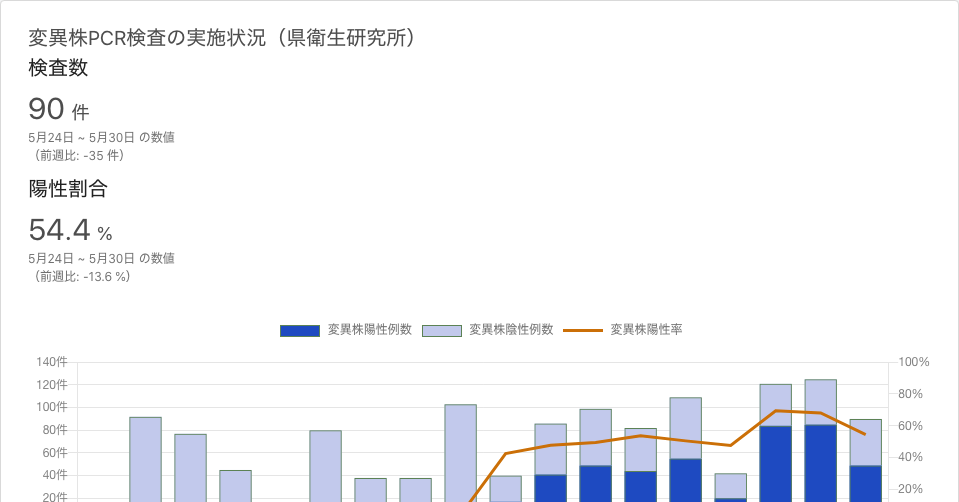 変異株PCR検査の実施状況（県衛生研究所）
検査数
90 件
5月24日 ~ 5月30日 の数値
（前週比: -35 件）
陽性割合
54.4 %
5月24日 ~ 5月30日 の数値
（前週比: -13.6 %）
変異株陽性例数 変異株陰性例数 変異株陽性率
140件 100%
120件 80%
100件
80件 60%
60件 40%
40件
20件 20%